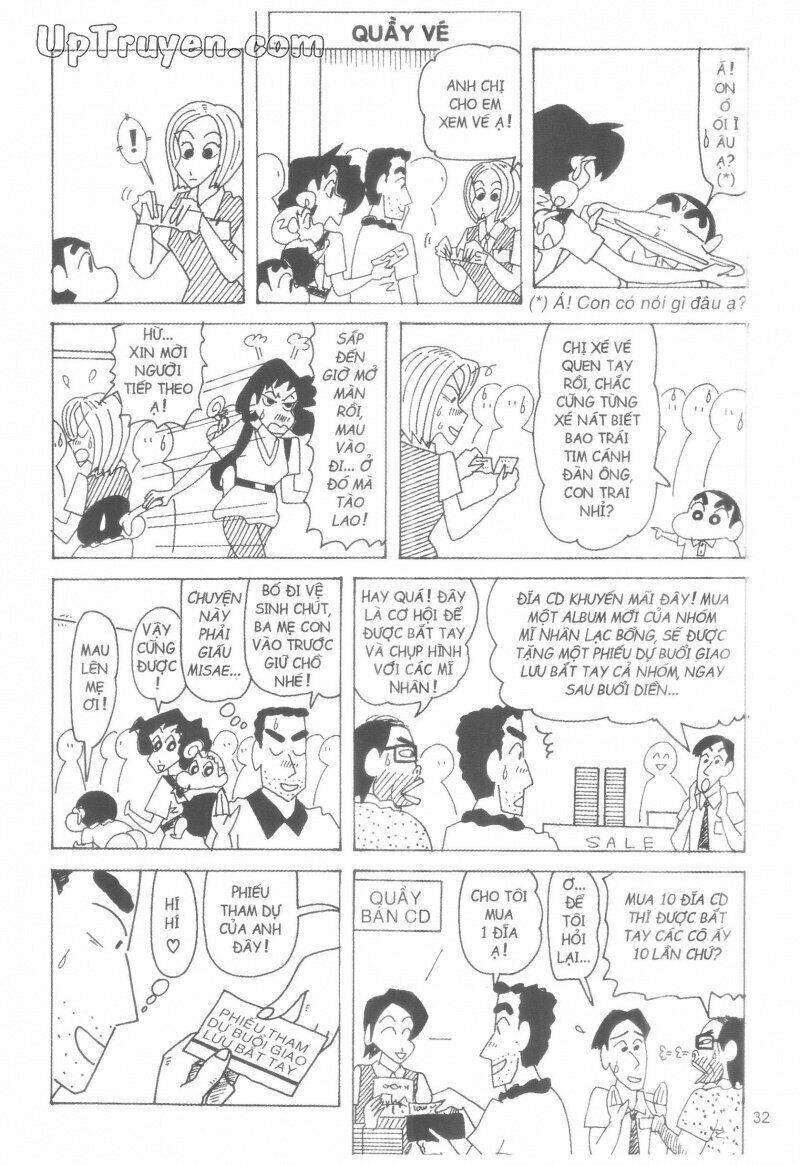 UpTruyen.com
QUẦY VÉ
!
ANH CHỊ
CHO EM
XEM VÉ Ạ!
Ấ!
ON
Ó
ÓI Ì
ÂU
Ạ?
(*)
(*) Á! Con có nói gì đâu ạ?
HỪ...
XIN MỜI
NGƯỜI
TIẾP THEO
Ạ!
SẮP
ĐẾN
GIỜ MỞ
MÀN
RỒI,
MAU
VÀO
ĐI... Ở
ĐÓ MÀ
TÀO
LAO!
CHỊ XÉ VÉ
QUEN TAY
RỒI, CHẮC
CŨNG TỪNG
XÉ NÁT BIẾT
BAO TRÁI
TIM CÁNH
ĐÀN ÔNG,
CON TRAI
NHỈ?
MAU
LÊN
MẸ
ƠI!
VẬY
CŨNG
ĐƯỢC
!
CHUYỆN
NÀY
PHẢI
GIẤU
MISAE...
BỐ ĐI VỆ
SINH CHÚT,
BA MẸ CON
VÀO TRƯỚC
GIỮ CHỖ
NHÉ!
HAY QUÁ! ĐÂY
LÀ CƠ HỘI ĐỂ
ĐƯỢC BẮT TAY
VÀ CHỤP HÌNH
VỚI CÁC MĨ
NHÂN!
ĐĨA CD KHUYẾN MÃI ĐÂY! MUA
MỘT ALBUM MỚI CỦA NHÓM
MĨ NHÂN LẠC BỔNG, SẼ ĐƯỢC
TẶNG MỘT PHIẾU DỰ BUỔI GIAO
LƯU BẮT TAY CẢ NHÓM, NGAY
SAU BUỔI DIỄN...
SALE
HÍ
HÍ
♡
PHIẾU
THAM DỰ
CỦA ANH
ĐÂY!
PHIẾU THAM
DỰ BUỔI GIAO
LƯU BẮT TAY
QUẦY
BÁN CD
CHO TÔI
MUA
1 ĐĨA
Ạ!
Ơ...
ĐỂ
TÔI
HỎI
LẠI...
MUA 10 ĐĨA CD
THÌ ĐƯỢC BẮT
TAY CÁC CÔ ẤY
10 LẦN CHỨ?
32